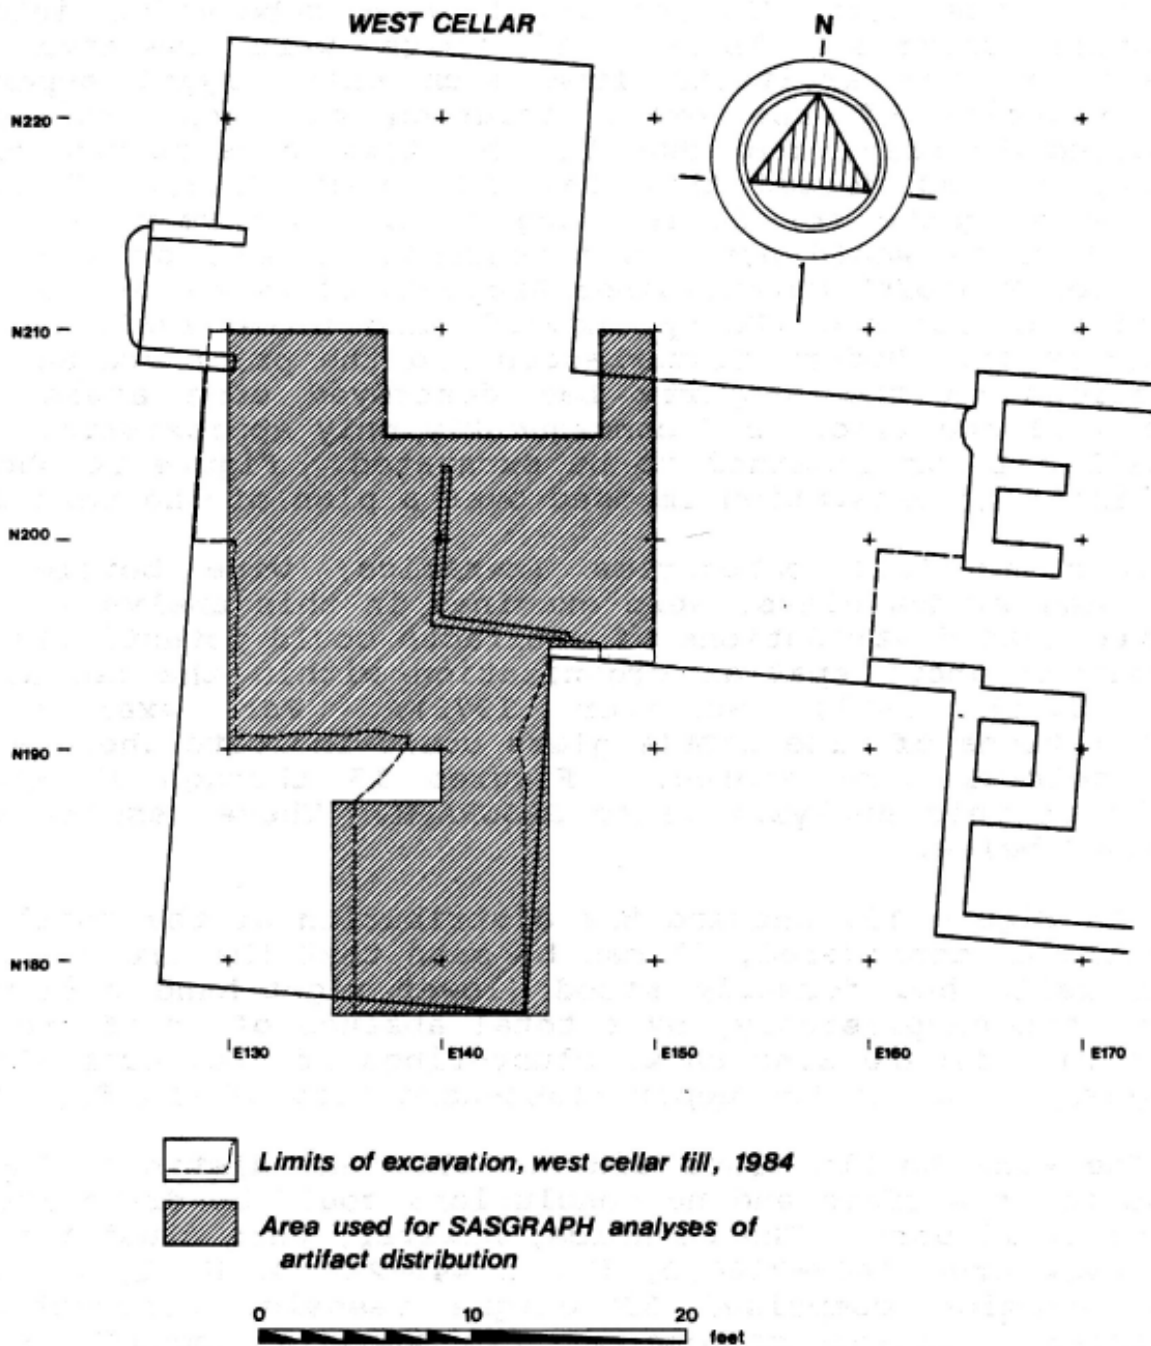 WEST CELLAR
N
N220
N210
N200
N190
N180
E130
E140
E150
E160
E170
Limits of excavation, west cellar fill, 1984
Area used for SASGRAPH analyses of
artifact distribution
0
10
20
feet